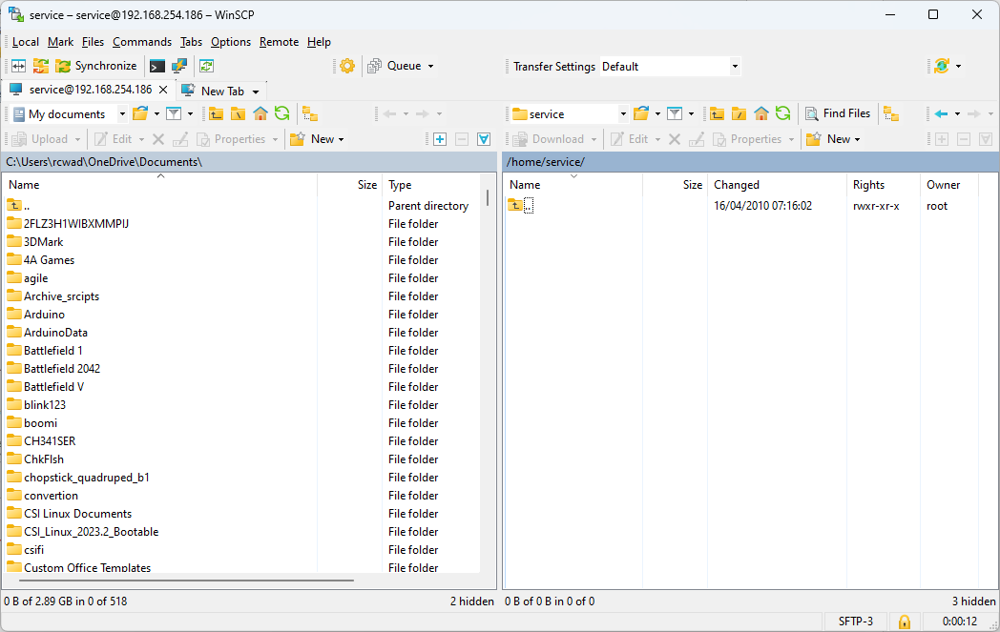 service – service@192.168.254.186 – WinSCP
Local Mark Files Commands Tabs Options Remote Help
Synchronize Queue Transfer Settings Default
service@192.168.254.186 New Tab
My documents service Find Files
Upload Edit Properties New Download Edit Properties New
C:\Users\rcwad\OneDrive\Documents\ /home/service/
Name Size Type Name Size Changed Rights Owner
.. Parent directory .. 16/04/2010 07:16:02 rwxr-xr-x root
2FLZ3H1WIBXMMPIJ File folder
3DMark File folder
4A Games File folder
agile File folder
Archive_srcipts File folder
Arduino File folder
ArduinoData File folder
Battlefield 1 File folder
Battlefield 2042 File folder
Battlefield V File folder
blink123 File folder
boomi File folder
CH341SER File folder
ChkFlsh File folder
chopstick_quadruped_b1 File folder
convertion File folder
CSI Linux Documents File folder
CSI_Linux_2023.2_Bootable File folder
csifi File folder
Custom Office Templates File folder
0 B of 2.89 GB in 0 of 518 2 hidden 0 B of 0 B in 0 of 0 3 hidden
SFTP-3 0:00:12